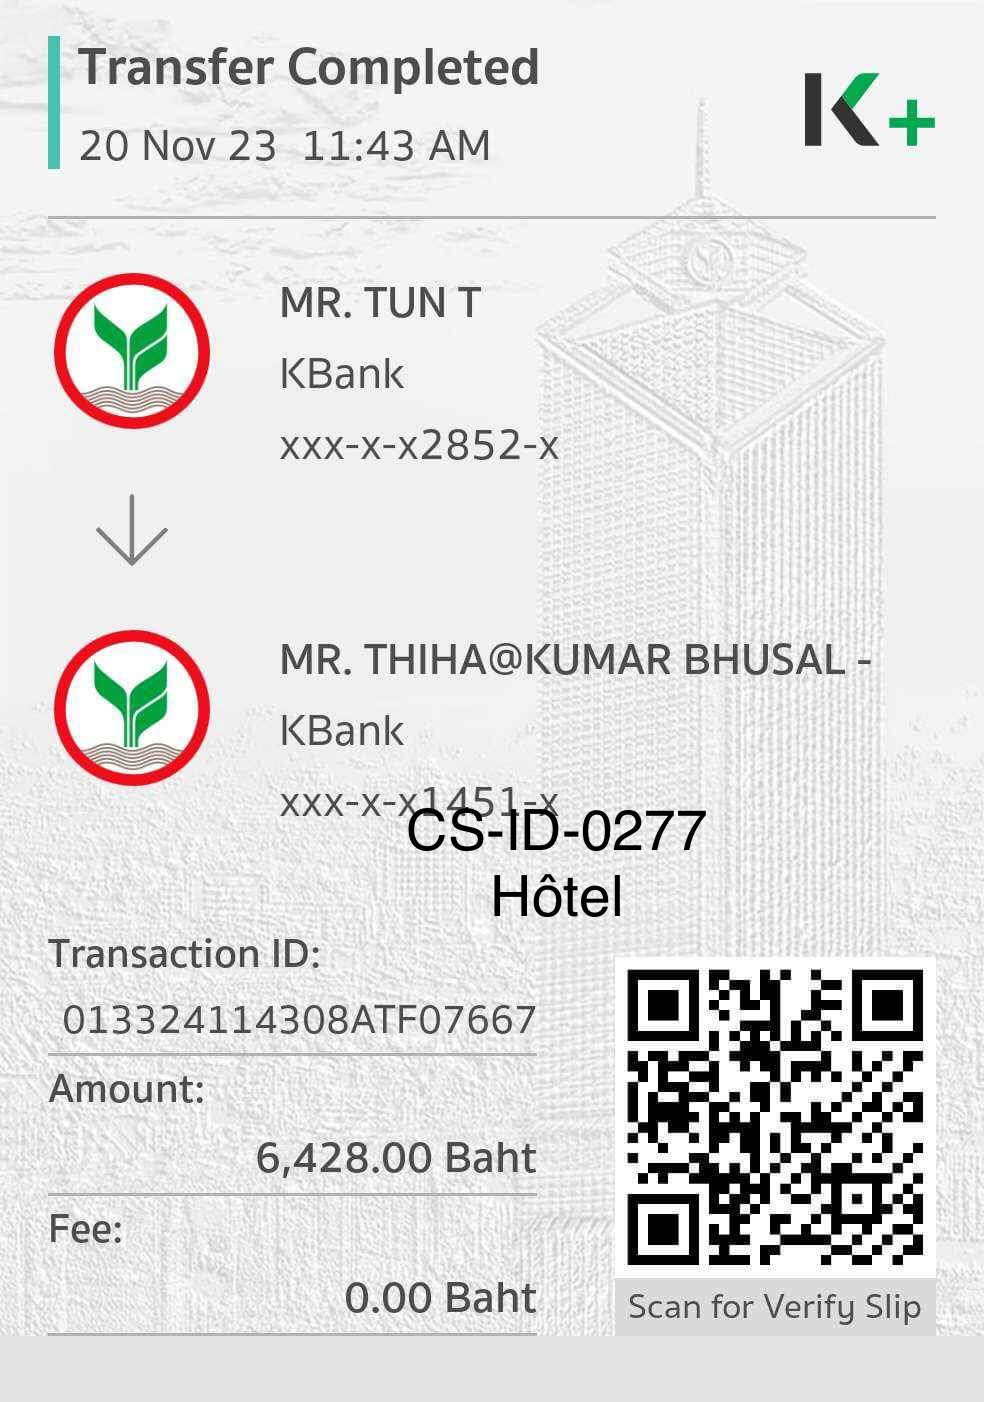 Transfer Completed
20 Nov 23 11:43 AM
K+
MR. TUN T
KBank
xxx-x-x2852-x
MR. THIHA@KUMAR BHUSAL -
KBank
xxx-x-x1451-x
CS-ID-0277
Hôtel
Transaction ID:
013324114308ATF07667
Amount:
6,428.00 Baht
Fee:
0.00 Baht
Scan for Verify Slip